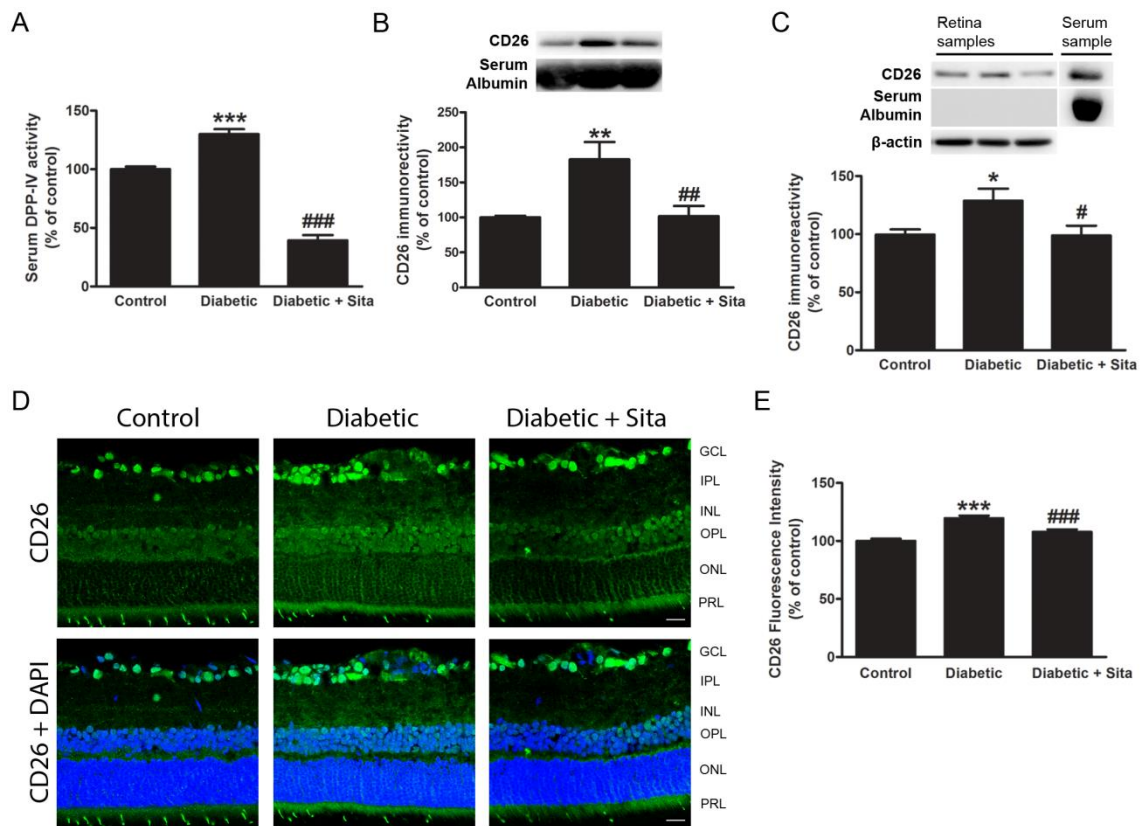 A
Serum DPP-IV activity
(% of control)
150
100
50
0
***
###
Control
Diabetic
Diabetic + Sita
B
CD26
Serum
Albumin
CD26 immunorectivity
(% of control)
250
200
150
100
50
0
**
##
Control
Diabetic
Diabetic + Sita
C
Retina
samples
Serum
sample
CD26
Serum
Albumin
β-actin
CD26 immunoreactivity
(% of control)
150
100
50
0
*
#
Control
Diabetic
Diabetic + Sita
D
Control
Diabetic
Diabetic + Sita
CD26
GCL
IPL
INL
OPL
ONL
PRL
CD26 + DAPI
GCL
IPL
INL
OPL
ONL
PRL
E
CD26 Fluorescence Intensity
(% of control)
150
100
50
0
***
###
Control
Diabetic
Diabetic + Sita